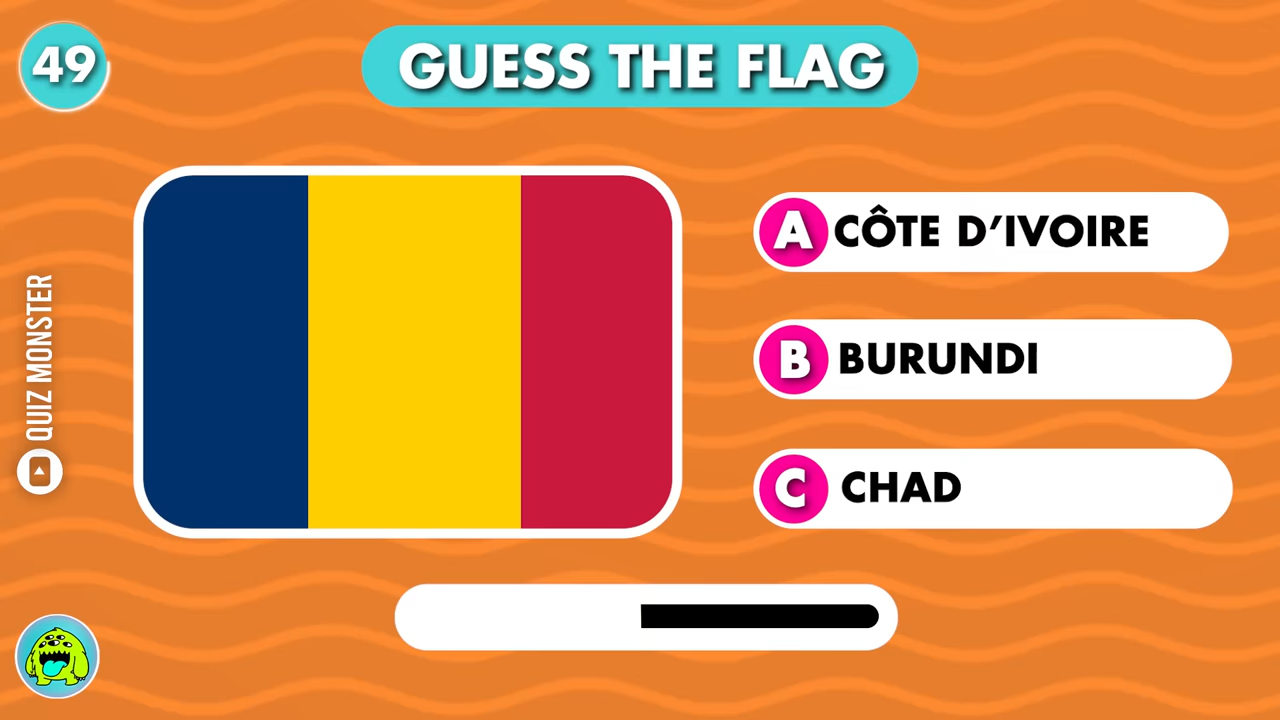 49
GUESS THE FLAG
A CÔTE D’IVOIRE
B BURUNDI
C CHAD
QUIZ MONSTER